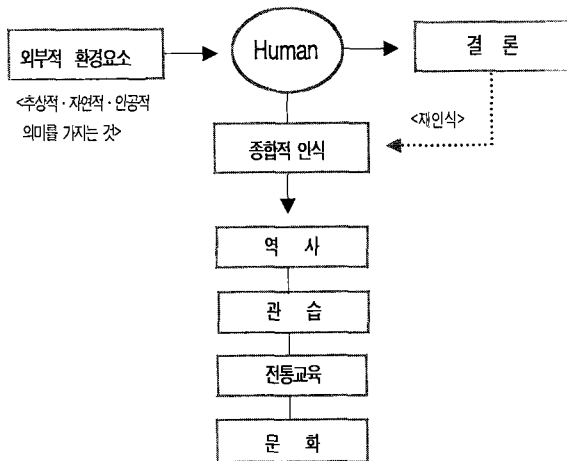 외부적 환경요소
Human
결 론
<추상적·자연적·인공적
의미를 가지는 것>
<재인식>
종합적 인식
역 사
관 습
전통교육
문 화